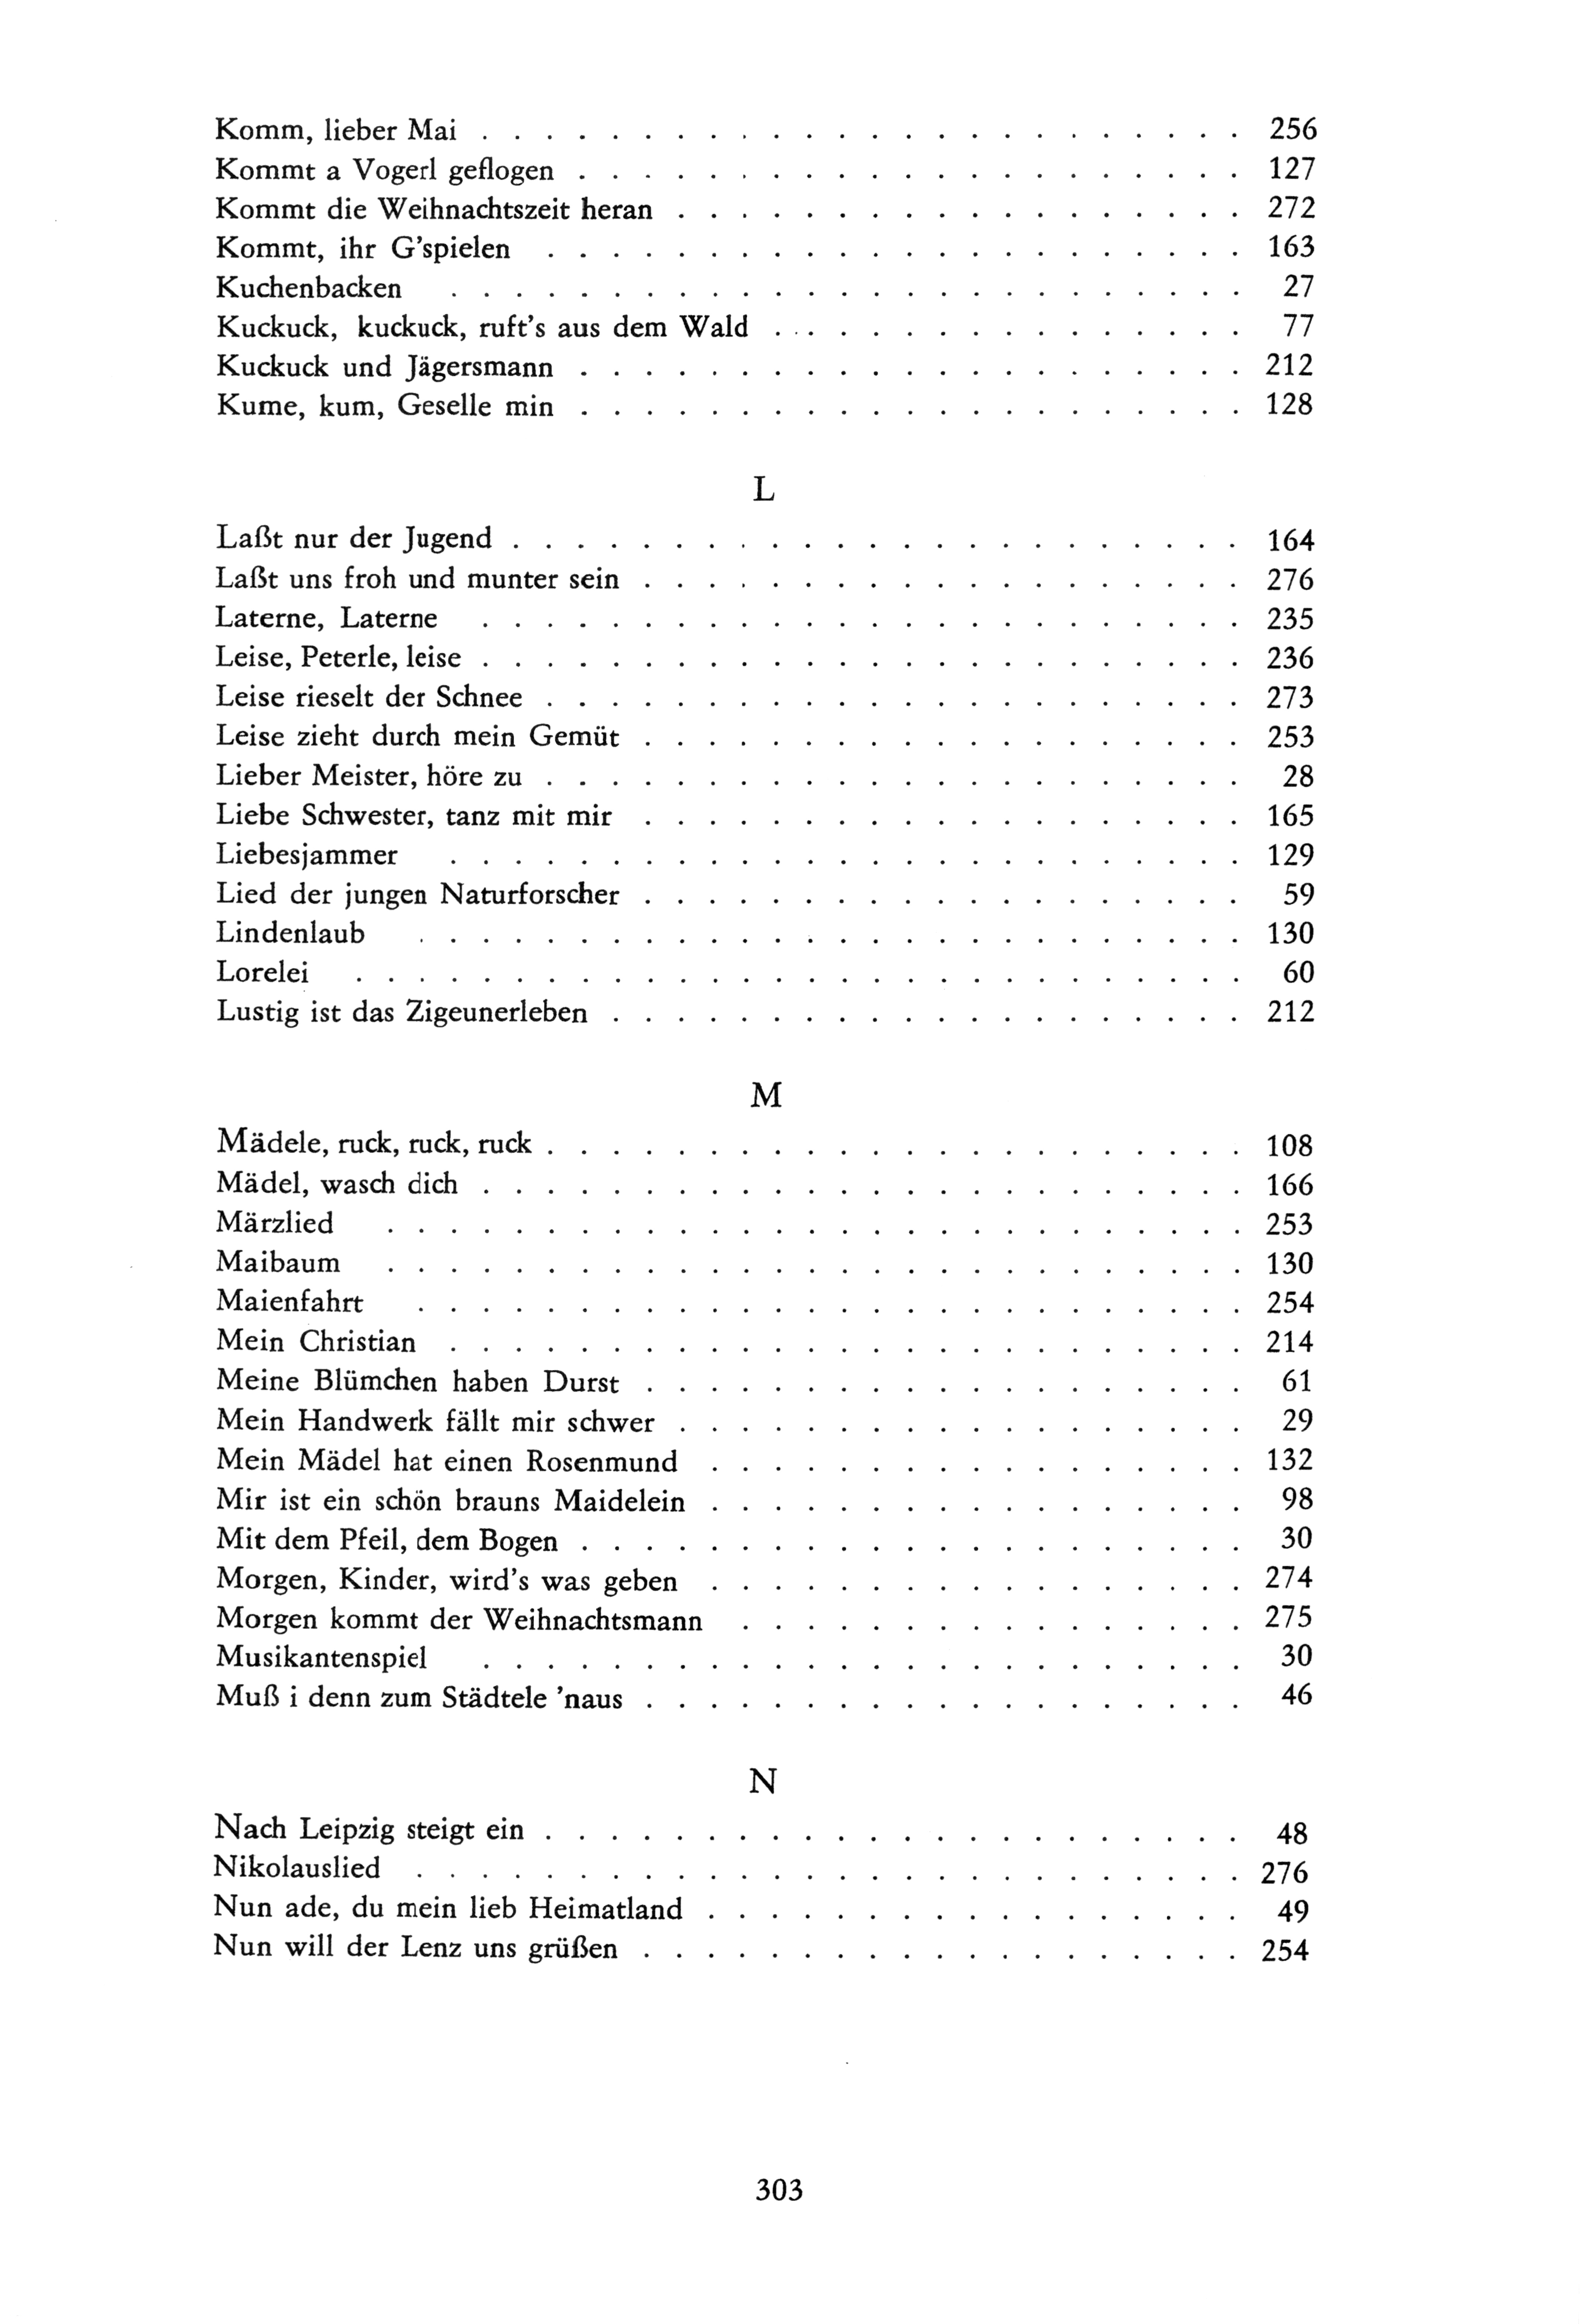 Komm, lieber Mai . . . . . . . . . . . . . . . . . . . . . . . . 256
Kommt a Vogerl geflogen . . . . . . . . . . . . . . . . . . . . . 127
Kommt die Weihnachtszeit heran . . . . . . . . . . . . . . . . . . 272
Kommt, ihr G'spielen . . . . . . . . . . . . . . . . . . . . . . 163
Kuchenbacken . . . . . . . . . . . . . . . . . . . . . . . . . 27
Kuckuck, kuckuck, ruft's aus dem Wald . . . . . . . . . . . . . . . 77
Kuckuck und Jägersmann . . . . . . . . . . . . . . . . . . . . . 212
Kume, kum, Geselle min . . . . . . . . . . . . . . . . . . . . . 128
L
Laßt nur der Jugend . . . . . . . . . . . . . . . . . . . . . . . 164
Laßt uns froh und munter sein . . . . . . . . . . . . . . . . . . . 276
Laterne, Laterne . . . . . . . . . . . . . . . . . . . . . . . . 235
Leise, Peterle, leise . . . . . . . . . . . . . . . . . . . . . . . . 236
Leise rieselt der Schnee . . . . . . . . . . . . . . . . . . . . . . 273
Leise zieht durch mein Gemüt . . . . . . . . . . . . . . . . . . . 253
Lieber Meister, höre zu . . . . . . . . . . . . . . . . . . . . . . 28
Liebe Schwester, tanz mit mir . . . . . . . . . . . . . . . . . . . 165
Liebesjammer . . . . . . . . . . . . . . . . . . . . . . . . . 129
Lied der jungen Naturforscher . . . . . . . . . . . . . . . . . . . 59
Lindenlaub . . . . . . . . . . . . . . . . . . . . . . . . . . 130
Lorelei . . . . . . . . . . . . . . . . . . . . . . . . . . . . 60
Lustig ist das Zigeunerleben . . . . . . . . . . . . . . . . . . . . 212
M
Mädele, ruck, ruck, ruck . . . . . . . . . . . . . . . . . . . . . . 108
Mädel, wasch dich . . . . . . . . . . . . . . . . . . . . . . . . 166
Märzlied . . . . . . . . . . . . . . . . . . . . . . . . . . . 253
Maibaum . . . . . . . . . . . . . . . . . . . . . . . . . . . 130
Maienfahrt . . . . . . . . . . . . . . . . . . . . . . . . . . 254
Mein Christian . . . . . . . . . . . . . . . . . . . . . . . . . 214
Meine Blümchen haben Durst . . . . . . . . . . . . . . . . . . . 61
Mein Handwerk fällt mir schwer . . . . . . . . . . . . . . . . . . 29
Mein Mädel hat einen Rosenmund . . . . . . . . . . . . . . . . . 132
Mir ist ein schön brauns Maidelein . . . . . . . . . . . . . . . . . 98
Mit dem Pfeil, dem Bogen . . . . . . . . . . . . . . . . . . . . . 30
Morgen, Kinder, wird's was geben . . . . . . . . . . . . . . . . . 274
Morgen kommt der Weihnachtsmann . . . . . . . . . . . . . . . . 275
Musikantenspiel . . . . . . . . . . . . . . . . . . . . . . . . 30
Muß i denn zum Städtele 'naus . . . . . . . . . . . . . . . . . . . 46
N
Nach Leipzig steigt ein . . . . . . . . . . . . . . . . . . . . . . 48
Nikolauslied . . . . . . . . . . . . . . . . . . . . . . . . . . 276
Nun ade, du mein lieb Heimatland . . . . . . . . . . . . . . . . . 49
Nun will der Lenz uns grüßen . . . . . . . . . . . . . . . . . . . 254
303